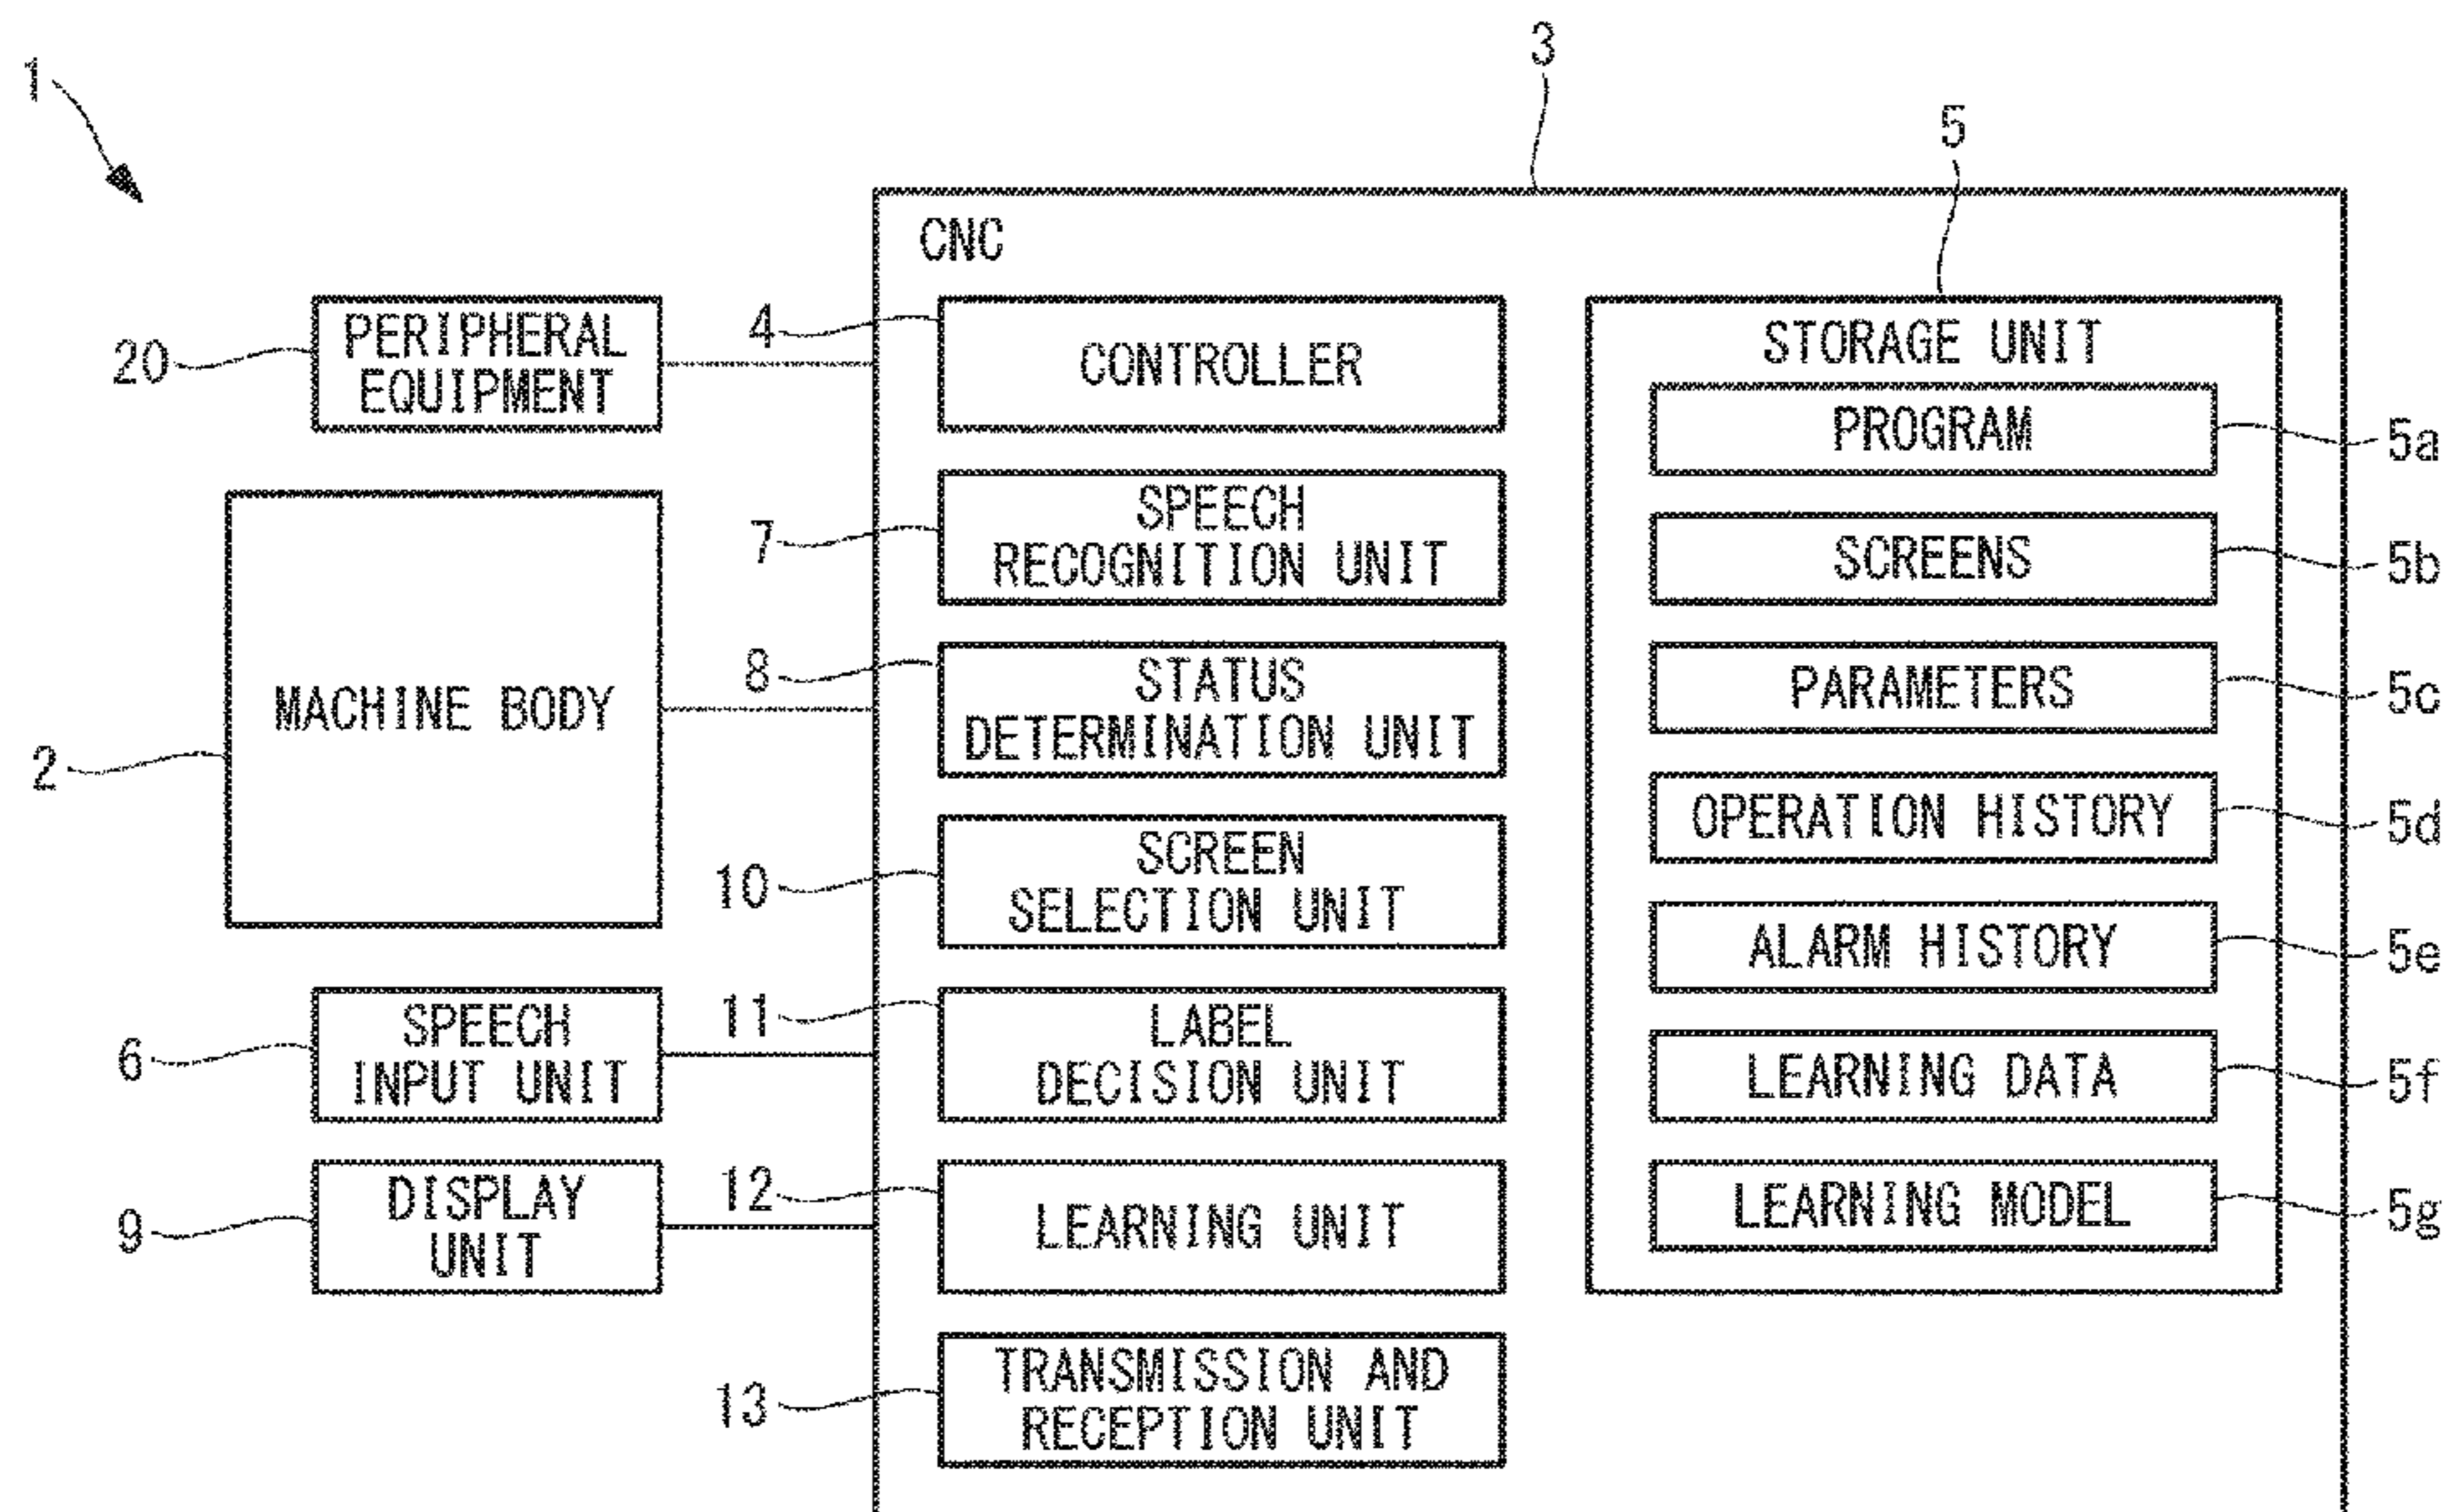 1
3
5
CNC
20
PERIPHERAL
EQUIPMENT
2
MACHINE BODY
6
SPEECH
INPUT UNIT
9
DISPLAY
UNIT
4
CONTROLLER
7
SPEECH
RECOGNITION UNIT
8
STATUS
DETERMINATION UNIT
10
SCREEN
SELECTION UNIT
11
LABEL
DECISION UNIT
12
LEARNING UNIT
13
TRANSMISSION AND
RECEPTION UNIT
STORAGE UNIT
PROGRAM
5a
SCREENS
5b
PARAMETERS
5c
OPERATION HISTORY
5d
ALARM HISTORY
5e
LEARNING DATA
5f
LEARNING MODEL
5g